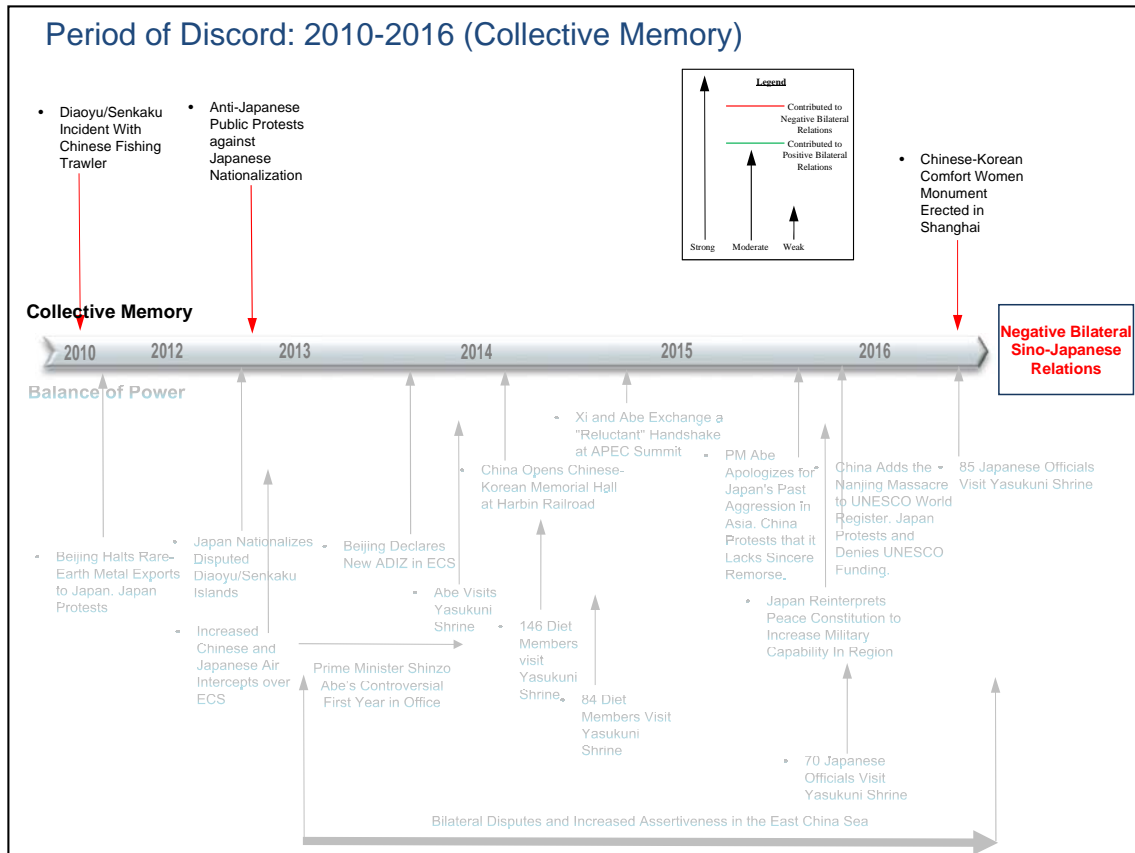 Period of Discord: 2010-2016 (Collective Memory)
• Diaoyu/Senkaku
Incident With
Chinese Fishing
Trawler
• Anti-Japanese
Public Protests
against
Japanese
Nationalization
Legend
Contributed to
Negative Bilateral
Relations
Contributed to
Positive Bilateral
Relations
Strong
Moderate
Weak
• Chinese-Korean
Comfort Women
Monument
Erected in
Shanghai
Collective Memory
2010
2012
2013
2014
2015
2016
Negative Bilateral
Sino-Japanese
Relations
Balance of Power
• Beijing Halts Rare-
Earth Metal Exports
to Japan. Japan
Protests
• Japan Nationalizes
Disputed
Diaoyu/Senkaku
Islands
• Increased
Chinese and
Japanese Air
Intercepts over
ECS
• Beijing Declares
New ADIZ in ECS
• Abe Visits
Yasukuni
Shrine
Prime Minister Shinzo
Abe's Controversial
First Year in Office
• China Opens Chinese-
Korean Memorial Hall
at Harbin Railroad
• 146 Diet
Members
visit
Yasukuni
Shrine
• Xi and Abe Exchange a
"Reluctant" Handshake
at APEC Summit
• 84 Diet
Members Visit
Yasukuni
Shrine
• PM Abe
Apologizes for
Japan's Past
Aggression in
Asia. China
Protests that it
Lacks Sincere
Remorse.
• China Adds the
Nanjing Massacre
to UNESCO World
Register. Japan
Protests and
Denies UNESCO
Funding.
• Japan Reinterprets
Peace Constitution to
Increase Military
Capability In Region
• 85 Japanese Officials
Visit Yasukuni Shrine
• 70 Japanese
Officials Visit
Yasukuni Shrine
Bilateral Disputes and Increased Assertiveness in the East China Sea